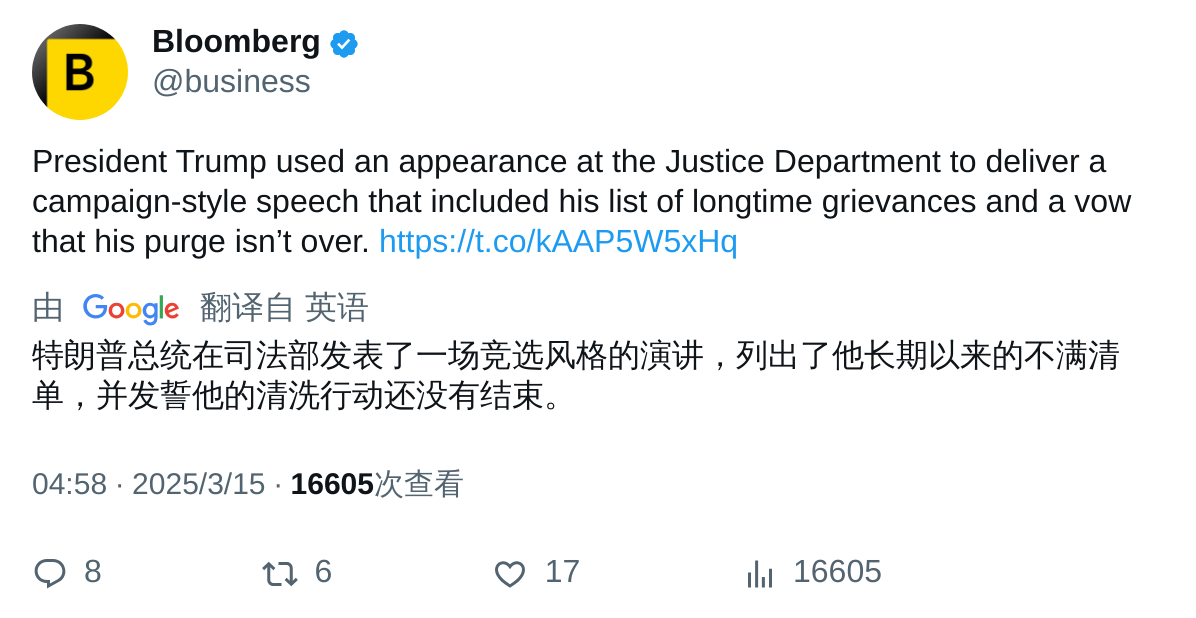 B
Bloomberg
@business
President Trump used an appearance at the Justice Department to deliver a
campaign-style speech that included his list of longtime grievances and a vow
that his purge isn’t over. https://t.co/kAAP5W5xHq
由 Google 翻译自 英语
特朗普总统在司法部发表了一场竞选风格的演讲，列出了他长期以来的不满清
单，并发誓他的清洗行动还没有结束。
04:58 · 2025/3/15 · 16605次查看
8 6 17 16605